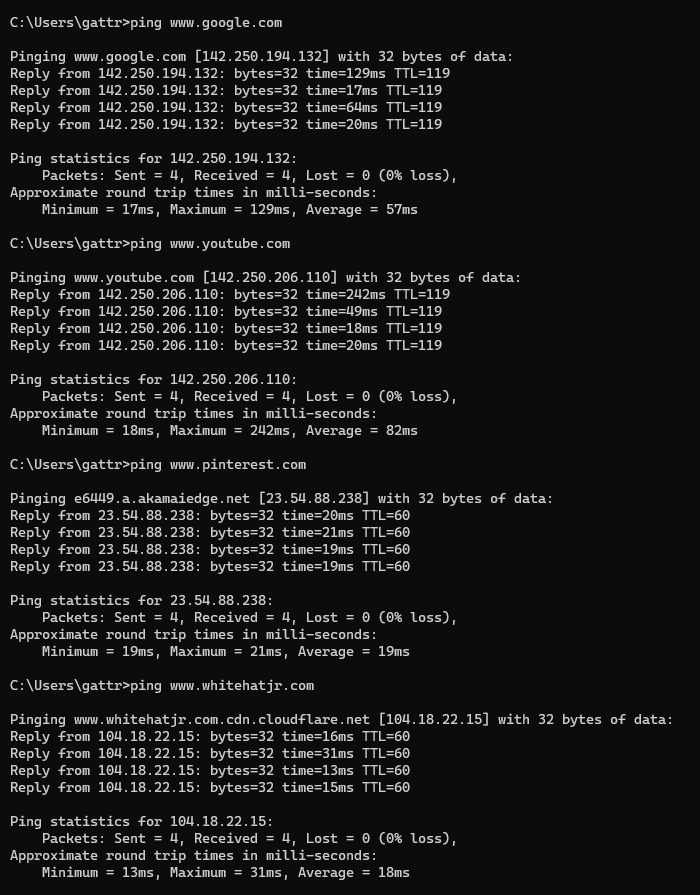 C:\Users\gattr>ping www.google.com
Pinging www.google.com [142.250.194.132] with 32 bytes of data:
Reply from 142.250.194.132: bytes=32 time=129ms TTL=119
Reply from 142.250.194.132: bytes=32 time=17ms TTL=119
Reply from 142.250.194.132: bytes=32 time=64ms TTL=119
Reply from 142.250.194.132: bytes=32 time=20ms TTL=119
Ping statistics for 142.250.194.132:
    Packets: Sent = 4, Received = 4, Lost = 0 (0% loss),
Approximate round trip times in milli-seconds:
    Minimum = 17ms, Maximum = 129ms, Average = 57ms
C:\Users\gattr>ping www.youtube.com
Pinging www.youtube.com [142.250.206.110] with 32 bytes of data:
Reply from 142.250.206.110: bytes=32 time=242ms TTL=119
Reply from 142.250.206.110: bytes=32 time=49ms TTL=119
Reply from 142.250.206.110: bytes=32 time=18ms TTL=119
Reply from 142.250.206.110: bytes=32 time=20ms TTL=119
Ping statistics for 142.250.206.110:
    Packets: Sent = 4, Received = 4, Lost = 0 (0% loss),
Approximate round trip times in milli-seconds:
    Minimum = 18ms, Maximum = 242ms, Average = 82ms
C:\Users\gattr>ping www.pinterest.com
Pinging e6449.a.akamaiedge.net [23.54.88.238] with 32 bytes of data:
Reply from 23.54.88.238: bytes=32 time=20ms TTL=60
Reply from 23.54.88.238: bytes=32 time=21ms TTL=60
Reply from 23.54.88.238: bytes=32 time=19ms TTL=60
Reply from 23.54.88.238: bytes=32 time=19ms TTL=60
Ping statistics for 23.54.88.238:
    Packets: Sent = 4, Received = 4, Lost = 0 (0% loss),
Approximate round trip times in milli-seconds:
    Minimum = 19ms, Maximum = 21ms, Average = 19ms
C:\Users\gattr>ping www.whitehatjr.com
Pinging www.whitehatjr.com.cdn.cloudflare.net [104.18.22.15] with 32 bytes of data:
Reply from 104.18.22.15: bytes=32 time=16ms TTL=60
Reply from 104.18.22.15: bytes=32 time=31ms TTL=60
Reply from 104.18.22.15: bytes=32 time=13ms TTL=60
Reply from 104.18.22.15: bytes=32 time=15ms TTL=60
Ping statistics for 104.18.22.15:
    Packets: Sent = 4, Received = 4, Lost = 0 (0% loss),
Approximate round trip times in milli-seconds:
    Minimum = 13ms, Maximum = 31ms, Average = 18ms